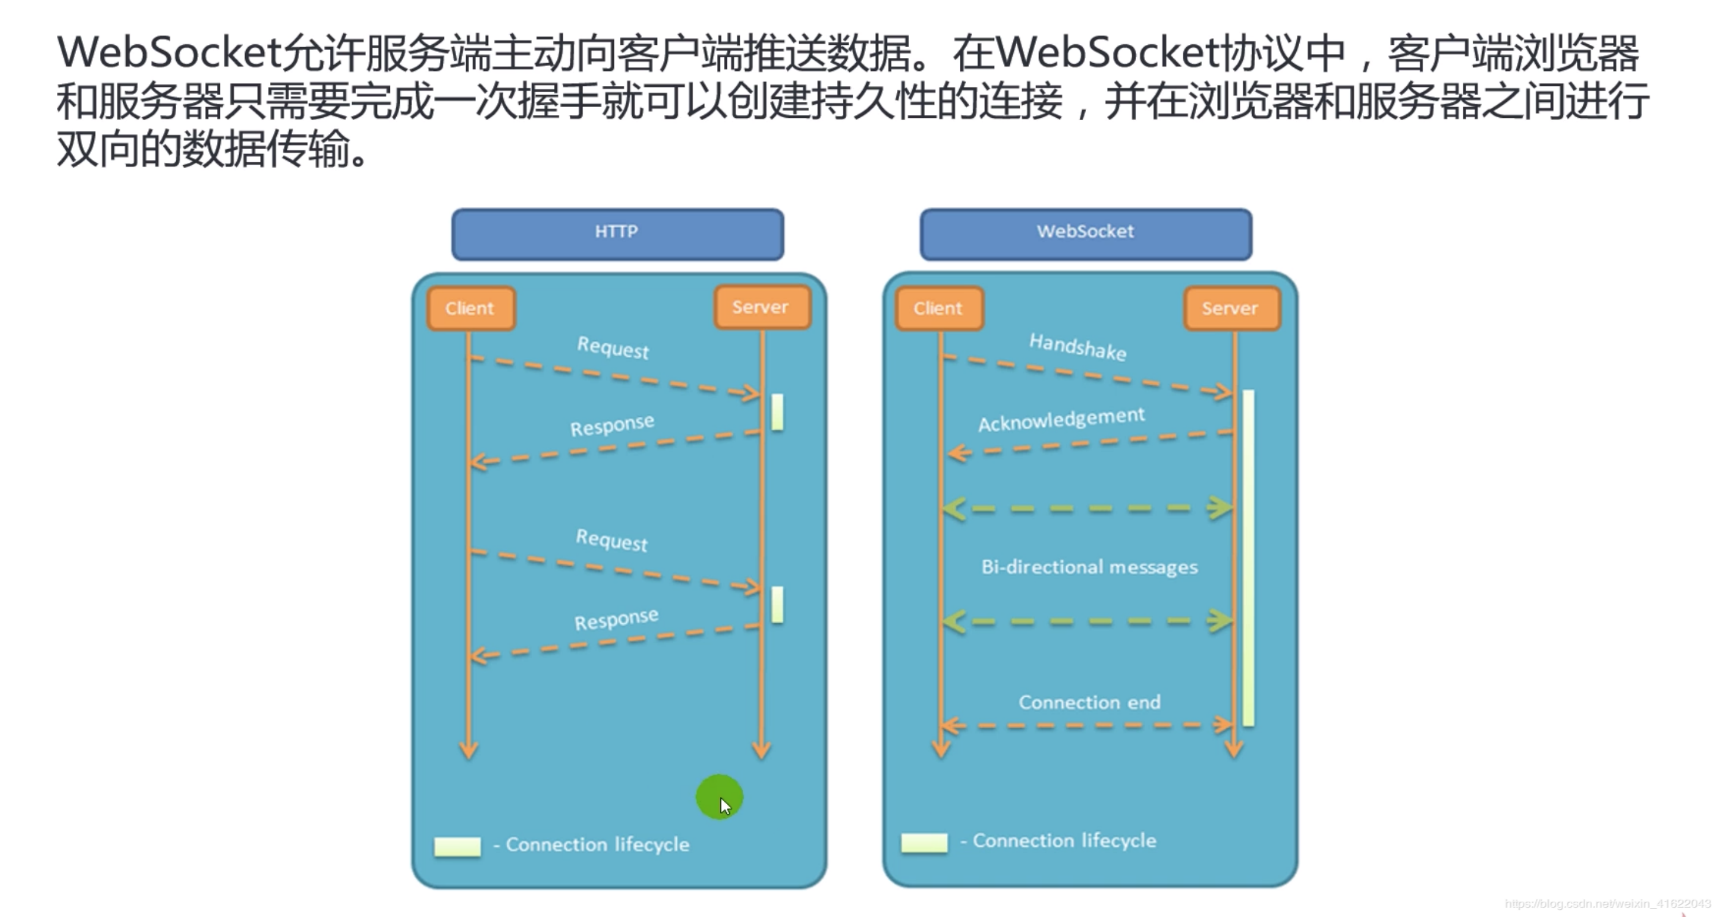 WebSocket允许服务端主动向客户端推送数据。在WebSocket协议中，客户端浏览器
和服务器只需要完成一次握手就可以创建持久性的连接，并在浏览器和服务器之间进行
双向的数据传输。
HTTP
Client
Server
Request
Response
Request
Response
- Connection lifecycle
WebSocket
Client
Server
Handshake
Acknowledgement
Bi-directional messages
Connection end
- Connection lifecycle
https://blog.csdn.net/weixin_41622043